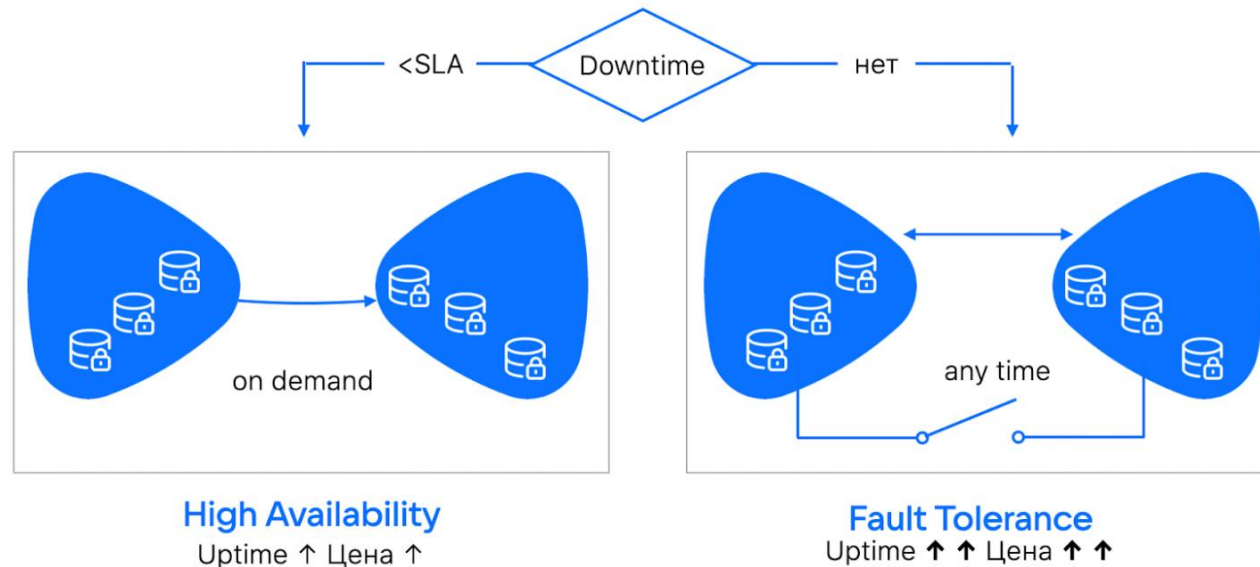 <SLA
Downtime
нет
on demand
any time
High Availability
Uptime ↑ Цена ↑
Fault Tolerance
Uptime ↑ ↑ Цена ↑ ↑